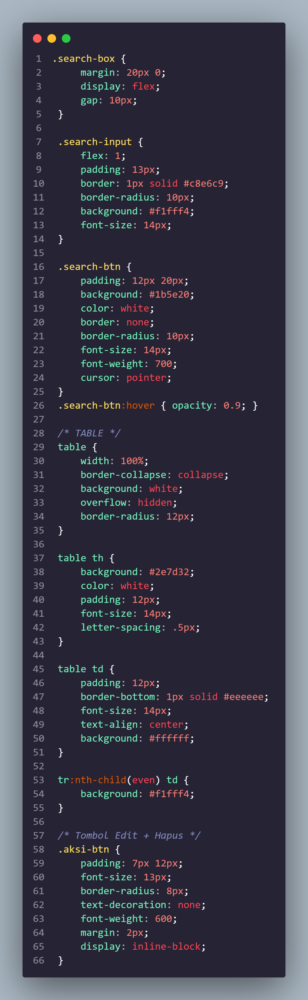 1 .search-box {
2     margin: 20px 0;
3     display: flex;
4     gap: 10px;
5 }
6
7 .search-input {
8     flex: 1;
9     padding: 13px;
10     border: 1px solid #c8e6c9;
11     border-radius: 10px;
12     background: #f1fff4;
13     font-size: 14px;
14 }
15
16 .search-btn {
17     padding: 12px 20px;
18     background: #1b5e20;
19     color: white;
20     border: none;
21     border-radius: 10px;
22     font-size: 14px;
23     font-weight: 700;
24     cursor: pointer;
25 }
26 .search-btn:hover { opacity: 0.9; }
27
28 /* TABLE */
29 table {
30     width: 100%;
31     border-collapse: collapse;
32     background: white;
33     overflow: hidden;
34     border-radius: 12px;
35 }
36
37 table th {
38     background: #2e7d32;
39     color: white;
40     padding: 12px;
41     font-size: 14px;
42     letter-spacing: .5px;
43 }
44
45 table td {
46     padding: 12px;
47     border-bottom: 1px solid #eeeeee;
48     font-size: 14px;
49     text-align: center;
50     background: #ffffff;
51 }
52
53 tr:nth-child(even) td {
54     background: #f1fff4;
55 }
56
57 /* Tombol Edit + Hapus */
58 .aksi-btn {
59     padding: 7px 12px;
60     font-size: 13px;
61     border-radius: 8px;
62     text-decoration: none;
63     font-weight: 600;
64     margin: 2px;
65     display: inline-block;
66 }